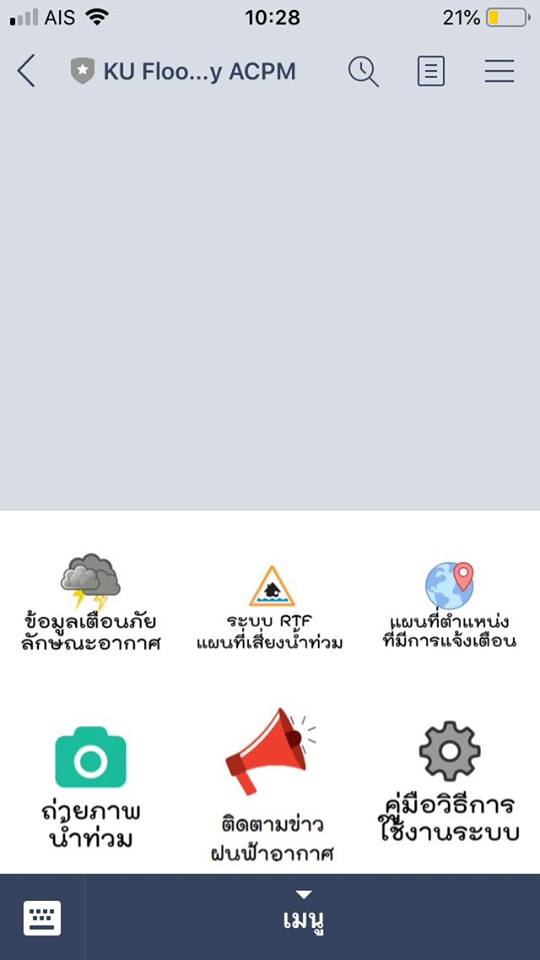 AIS
10:28
21%
KU Floo...y ACPM
ข้อมูลเตือนภัย
ลักษณะอากาศ
ระบบ RTF
แผนที่เสี่ยงน้ำท่วม
แผนที่ตำแหน่ง
ที่มีการแจ้งเตือน
ถ่ายภาพ
น้ำท่วม
ติดตามข่าว
ฝนฟ้าอากาศ
คู่มือวิธีการ
ใช้งานระบบ
เมนู